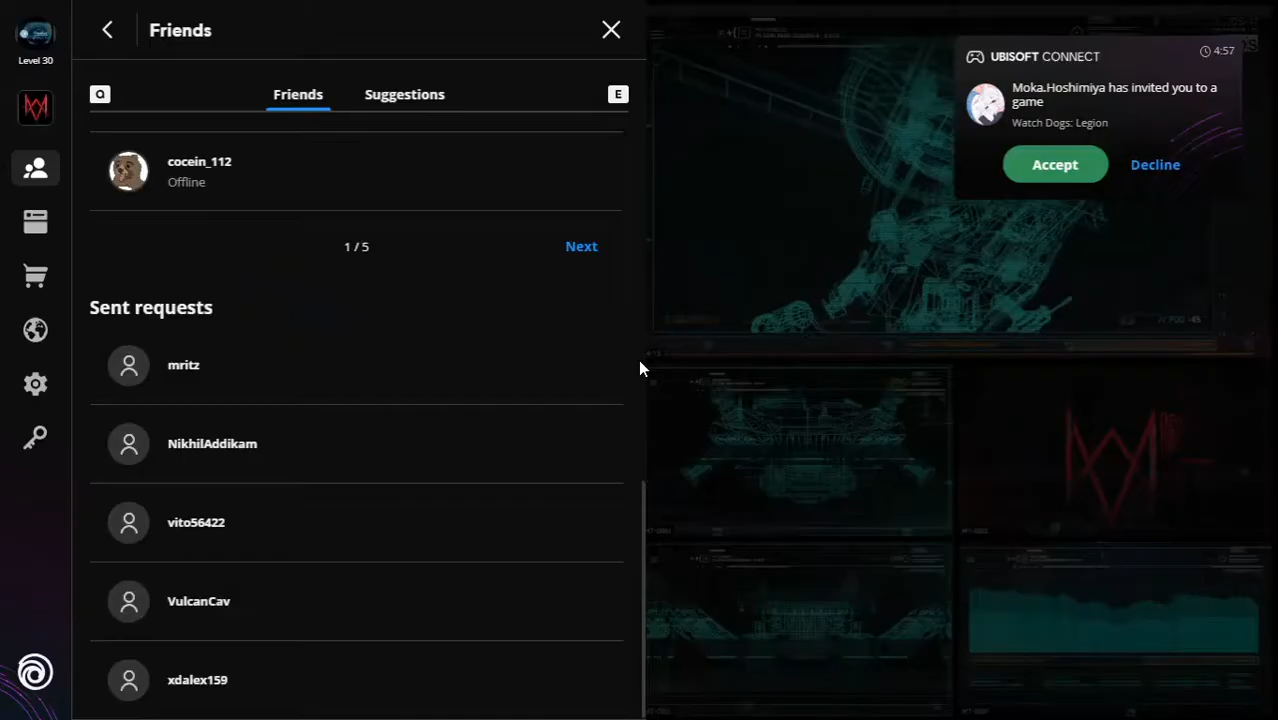 Level 30
Friends
Q
Friends
Suggestions
E
cocein_112
Offline
1 / 5
Next
Sent requests
mritz
NikhilAddikam
vito56422
VulcanCav
xdalex159
UBISOFT CONNECT
4:57
Moka.Hoshimiya has invited you to a
game
Watch Dogs: Legion
Accept
Decline